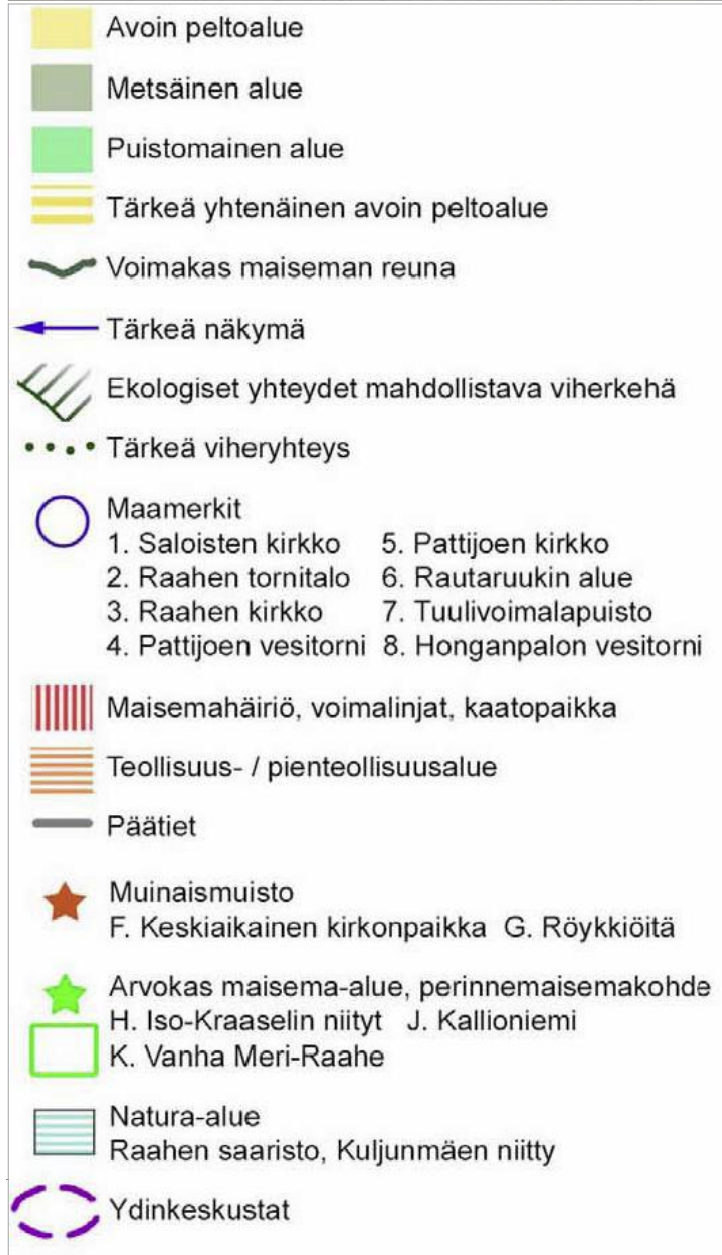 Avoin peltoalue
Metsäinen alue
Puistomainen alue
Tärkeä yhtenäinen avoin peltoalue
Voimakas maiseman reuna
Tärkeä näkymä
Ekologiset yhteydet mahdollistava viherkehä
Tärkeä viheryhteys
Maamerkit
1. Saloisten kirkko 5. Pattijoen kirkko
2. Raahen tornitalo 6. Rautaruukin alue
3. Raahen kirkko 7. Tuulivoimalapuisto
4. Pattijoen vesitorni 8. Honganpalon vesitorni
Maisemahäiriö, voimalinjat, kaatopaikka
Teollisuus- / pienteollisuusalue
Päätiet
Muinaismuisto
F. Keskiaikainen kirkonpaikka G. Röykkiöitä
Arvokas maisema-alue, perinnemaisemakohde
H. Iso-Kraaselin niityt J. Kallioniemi
K. Vanha Meri-Raahe
Natura-alue
Raahen saaristo, Kuljunmäen niitty
Ydinkeskustat